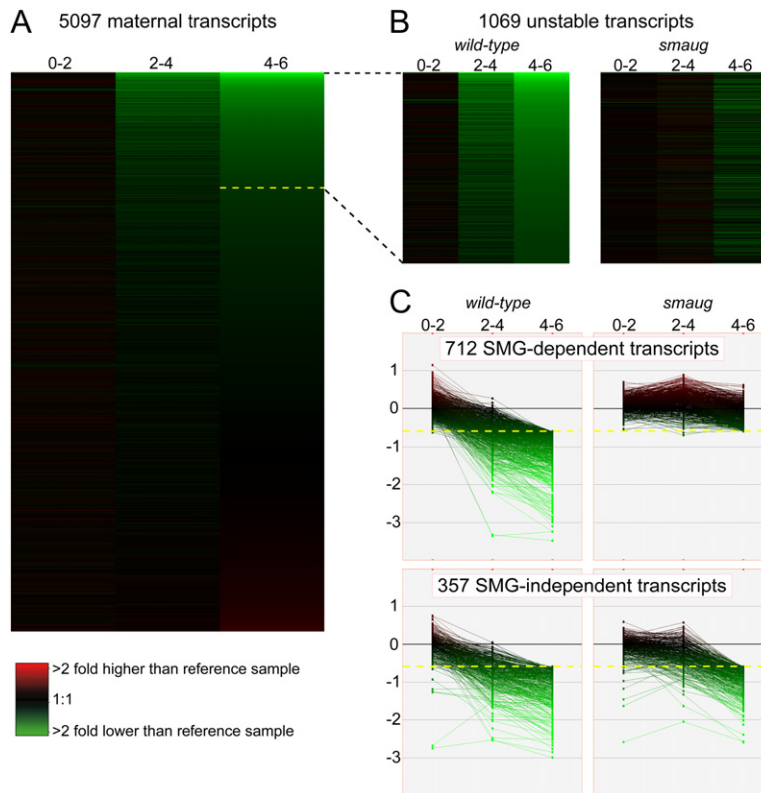 A 5097 maternal transcripts
0-2 2-4 4-6
B 1069 unstable transcripts
wild-type smaug
0-2 2-4 4-6 0-2 2-4 4-6
>2 fold higher than reference sample
1:1
>2 fold lower than reference sample
C
wild-type smaug
0-2 2-4 4-6 0-2 2-4 4-6
712 SMG-dependent transcripts
1
0
-1
-2
-3
357 SMG-independent transcripts
1
0
-1
-2
-3